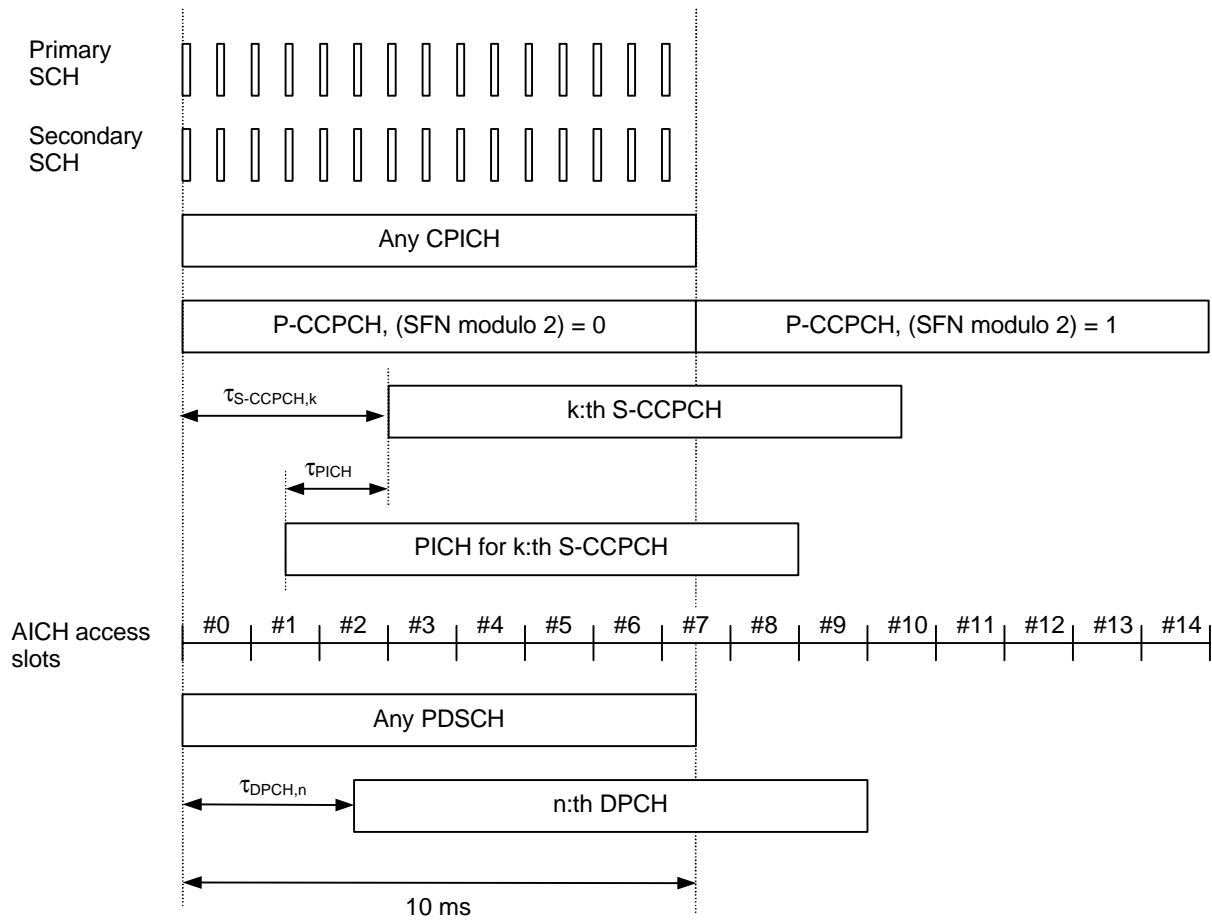 Primary
SCH
Secondary
SCH
Any CPICH
P-CCPCH, (SFN modulo 2) = 0
P-CCPCH, (SFN modulo 2) = 1
τS-CCPCH,k
k:th S-CCPCH
τPICH
PICH for k:th S-CCPCH
AICH access
slots
#0 #1 #2 #3 #4 #5 #6 #7 #8 #9 #10 #11 #12 #13 #14
Any PDSCH
τDPCH,n
n:th DPCH
10 ms